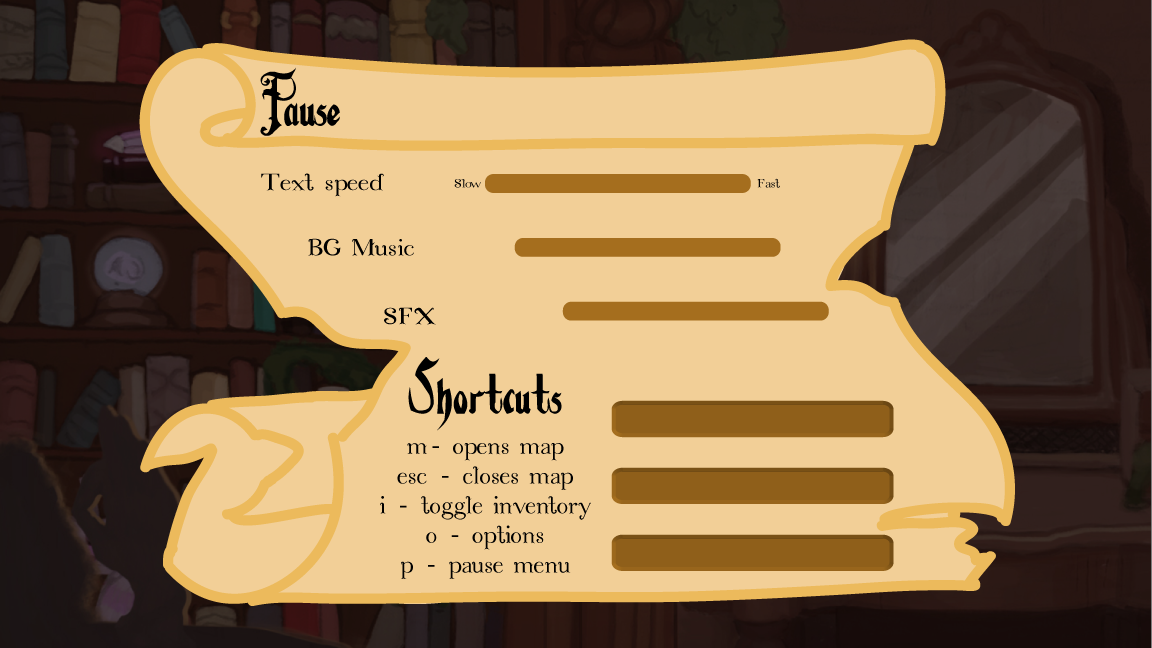 Pause
Text speed Slow Fast
BG Music
SFX
Shortcuts
m - opens map
esc - closes map
i - toggle inventory
o - options
p - pause menu